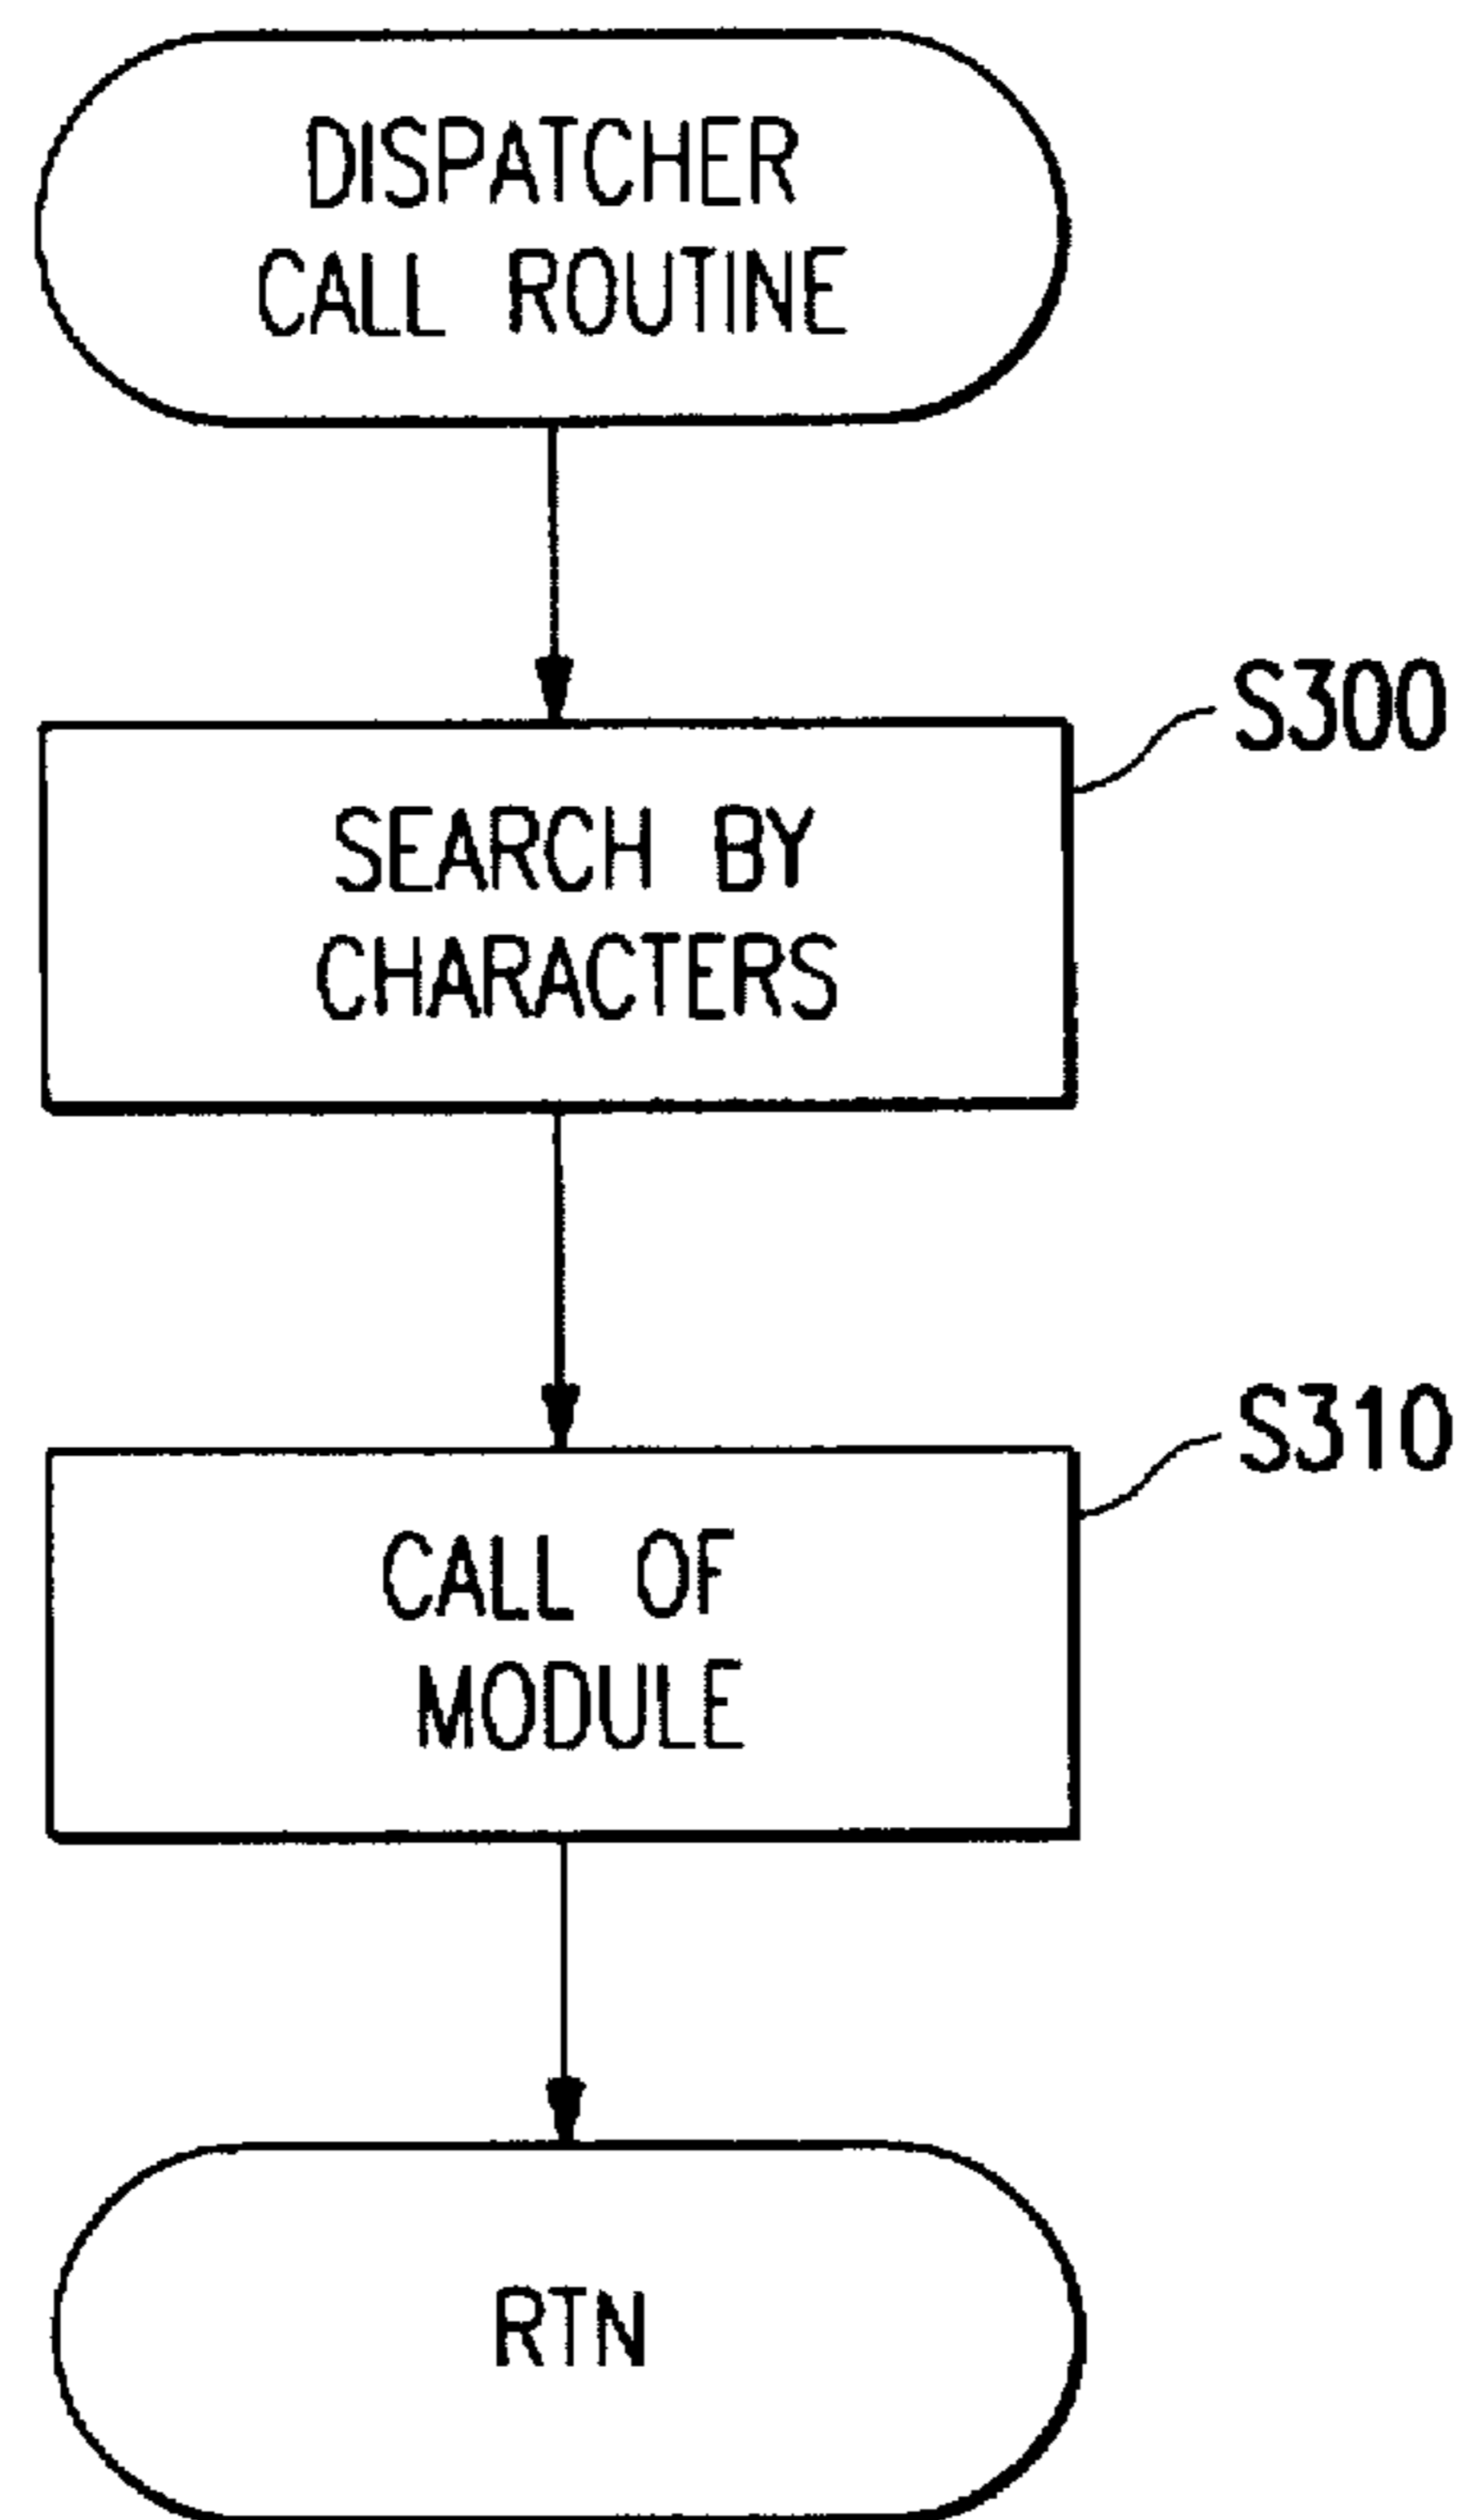 DISPATCHER
CALL ROUTINE
S300
SEARCH BY
CHARACTERS
S310
CALL OF
MODULE
RTN